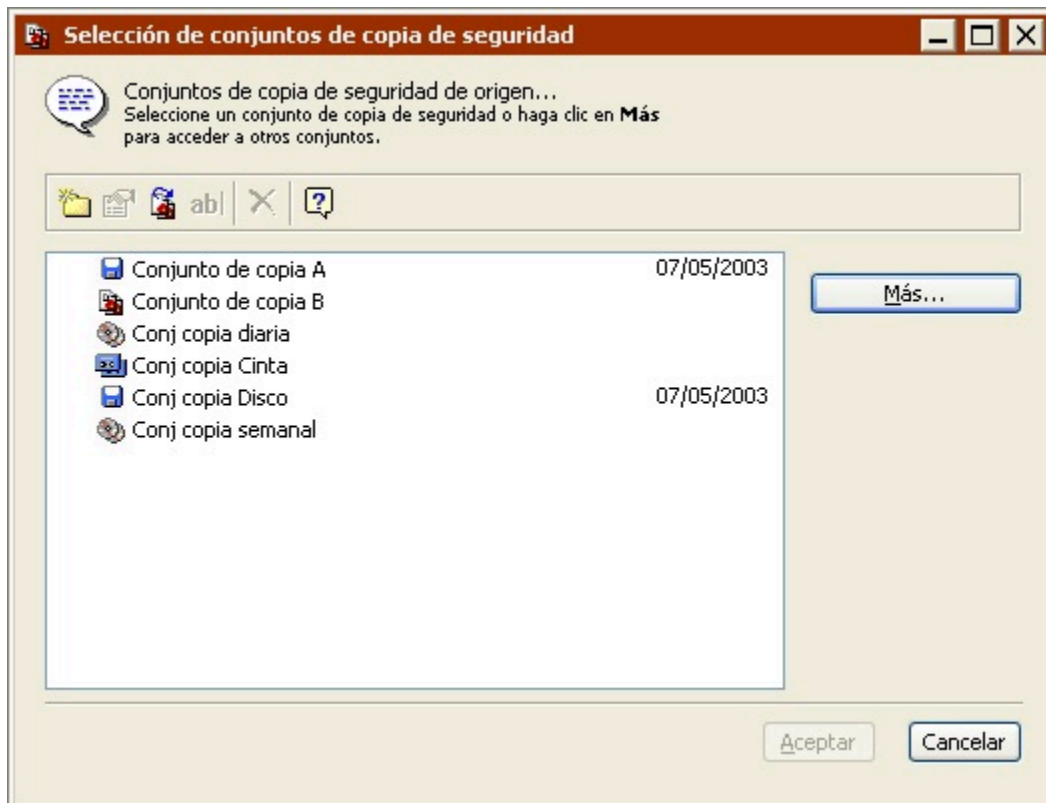 Selección de conjuntos de copia de seguridad
Conjuntos de copia de seguridad de origen...
Seleccione un conjunto de copia de seguridad o haga clic en Más
para acceder a otros conjuntos.
ab|
Conjunto de copia A 07/05/2003
Más...
Conjunto de copia B
Conj copia diaria
Conj copia Cinta
Conj copia Disco 07/05/2003
Conj copia semanal
Aceptar Cancelar